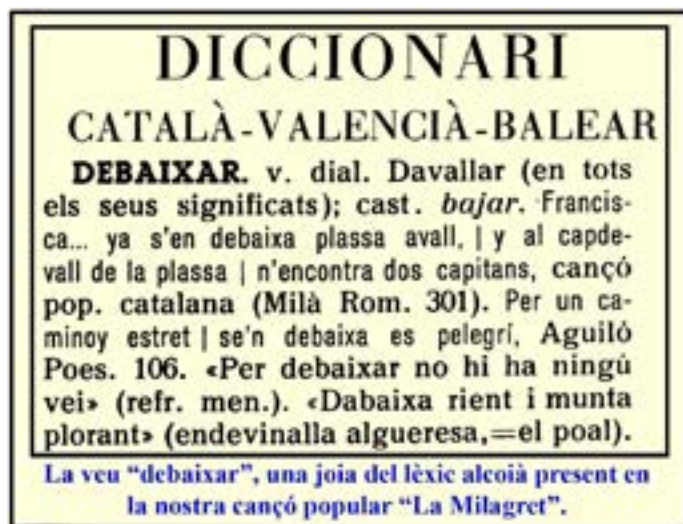 DICCIONARI
CATALÀ-VALENCIÀ-BALEAR
DEBAIXAR. v. dial. Davallar (en tots
els seus significats); cast. bajar. Francis-
ca... ya s'en debaixa plassa avall, | y al capde-
vall de la plassa | n'encontra dos capitans, cançó
pop. catalana (Milà Rom. 301). Per un ca-
minoy estret | se'n debaixa es pelegrí, Aguiló
Poes. 106. «Per debaixar no hi ha ningú
vei» (refr. men.). «Dabaixa rient i munta
plorant» (endevinalla algueresa,=el poal).
La veu "debaixar", una joia del lèxic alcoià present en
la nostra cançó popular "La Milagret".